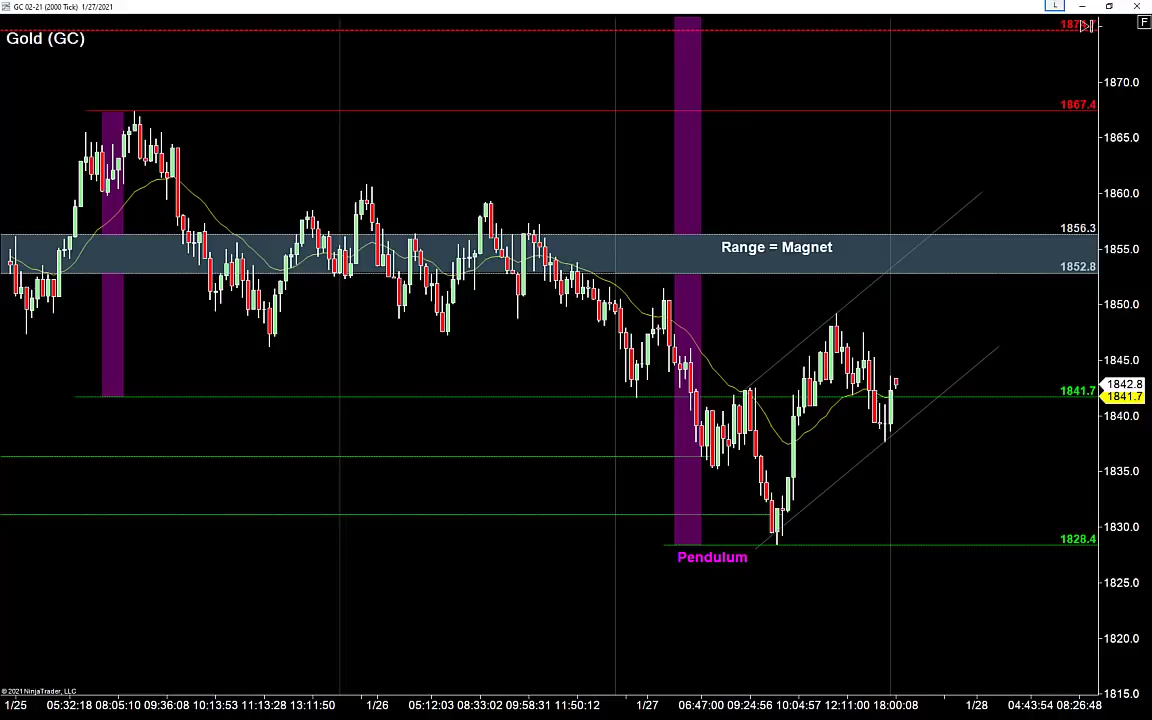 GC 02-21 (2000 Tick) 1/27/2021
L
F
Gold (GC)
1870.0
1867.4
1865.0
1860.0
1856.3
Range = Magnet
1855.0
1852.8
1850.0
1845.0
1842.8
1841.7
1841.7
1840.0
1835.0
1830.0
1828.4
Pendulum
1825.0
1820.0
1815.0
© 2021 NinjaTrader, LLC
1/25 05:32:18 08:05:10 09:36:08 10:13:53 11:13:28 13:11:50 1/26 05:12:03 08:33:02 09:58:31 11:50:12 1/27 06:47:00 09:24:56 10:04:57 12:11:00 18:00:08 1/28 04:43:54 08:26:48